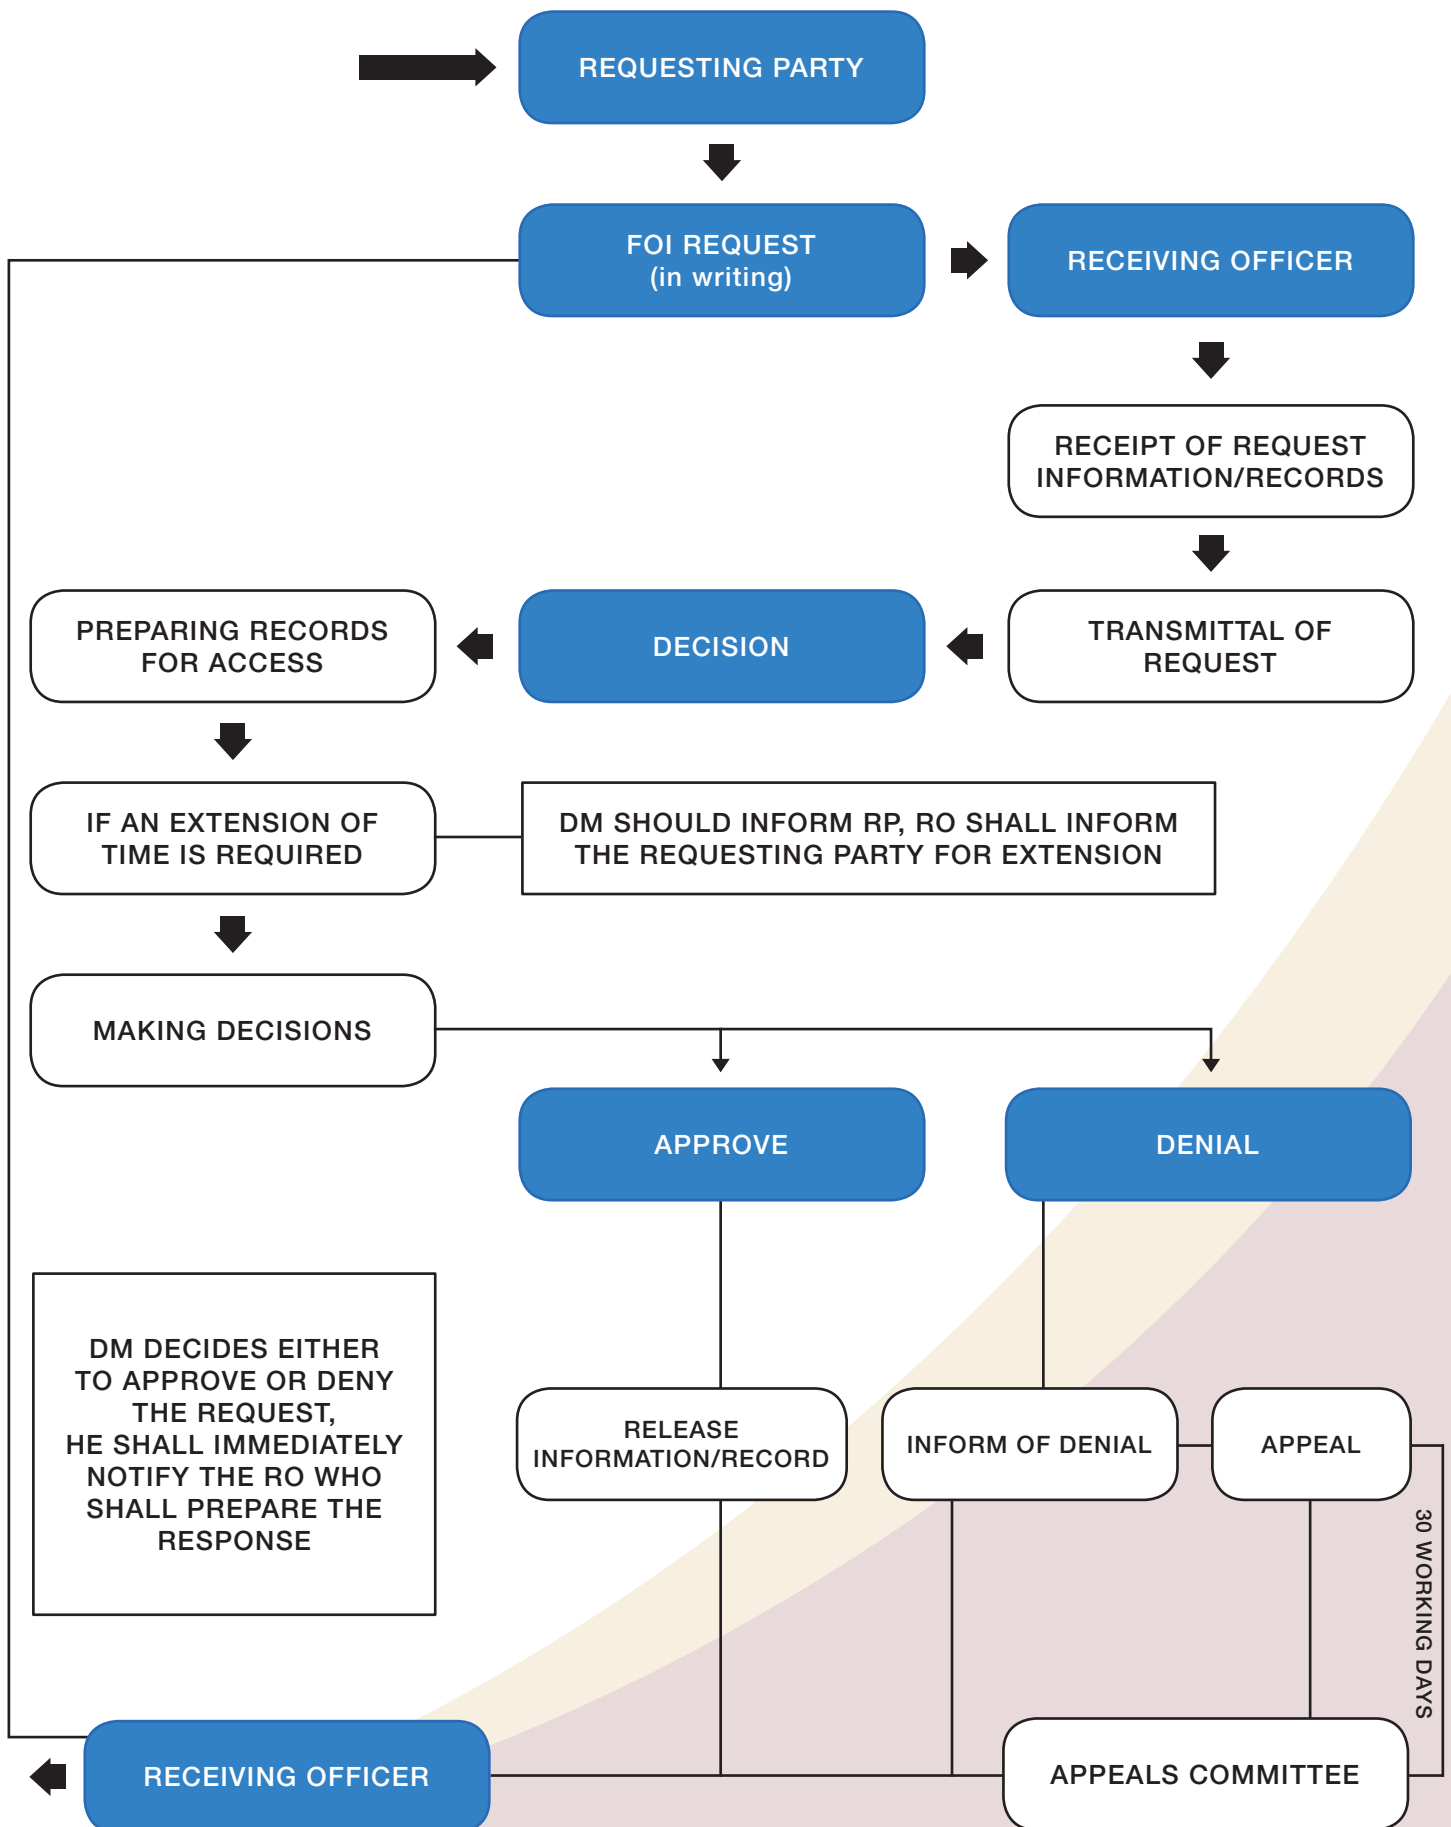 REQUESTING PARTY
FOI REQUEST
(in writing)
RECEIVING OFFICER
RECEIPT OF REQUEST
INFORMATION/RECORDS
PREPARING RECORDS
FOR ACCESS
DECISION
TRANSMITTAL OF
REQUEST
IF AN EXTENSION OF
TIME IS REQUIRED
DM SHOULD INFORM RP, RO SHALL INFORM
THE REQUESTING PARTY FOR EXTENSION
MAKING DECISIONS
APPROVE
DENIAL
DM DECIDES EITHER
TO APPROVE OR DENY
THE REQUEST,
HE SHALL IMMEDIATELY
NOTIFY THE RO WHO
SHALL PREPARE THE
RESPONSE
RELEASE
INFORMATION/RECORD
INFORM OF DENIAL
APPEAL
30 WORKING DAYS
RECEIVING OFFICER
APPEALS COMMITTEE